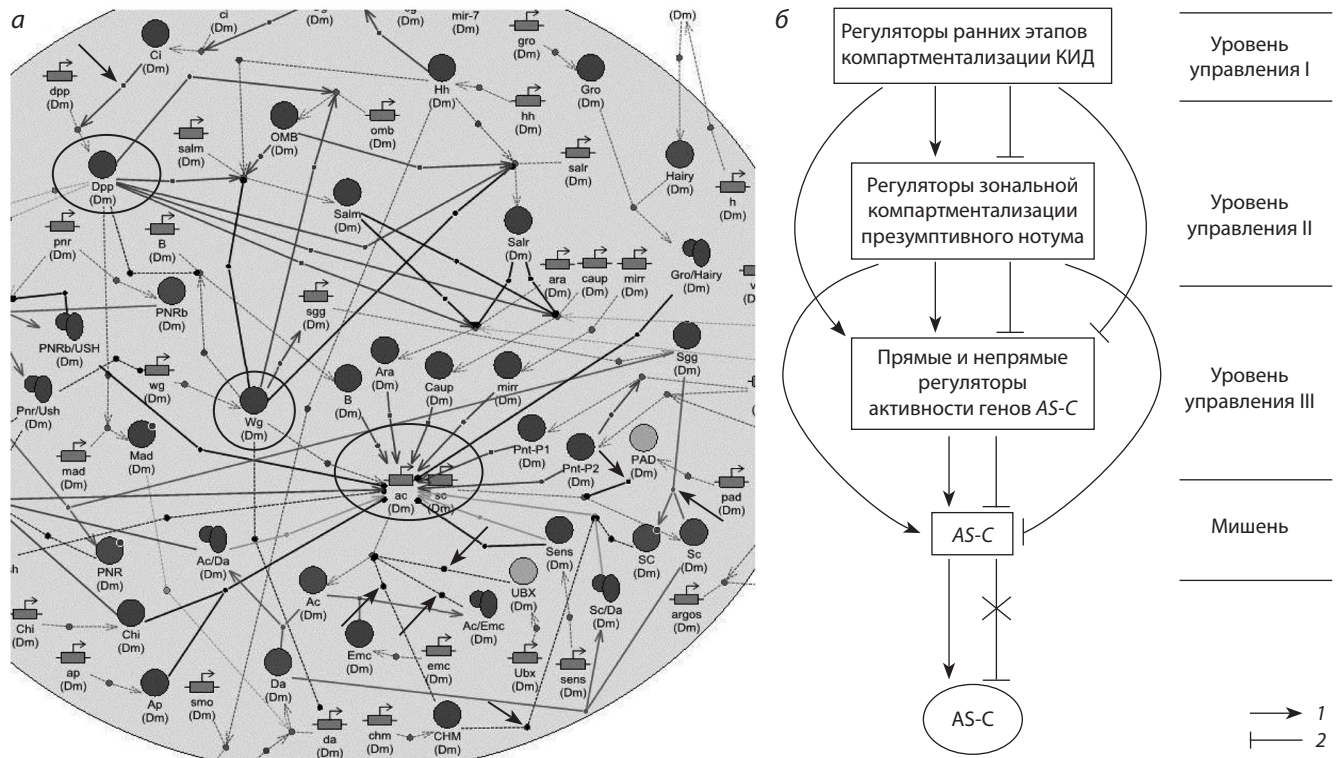 а
ci
(Dm)
Ci
(Dm)
mir-7
(Dm)
gro
(Dm)
Gro
(Dm)
(Dm)
dpp
(Dm)
Hh
(Dm)
hh
(Dm)
salm
(Dm)
OMB
(Dm)
omb
(Dm)
salr
(Dm)
Hairy
(Dm)
h
(Dm)
Dpp
(Dm)
Salm
(Dm)
pnr
(Dm)
B
(Dm)
Salr
(Dm)
Gro/Hairy
(Dm)
ara
(Dm)
caup
(Dm)
mirr
(Dm)
PNRb
(Dm)
sgg
(Dm)
PNRb/USH
(Dm)
Sgg
(Dm)
wg
(Dm)
Ara
(Dm)
B
(Dm)
Caup
(Dm)
mirr
(Dm)
Pnr/Ush
(Dm)
Wg
(Dm)
mad
(Dm)
Mad
(Dm)
Pnt-P1
(Dm)
Pnt-P2
(Dm)
PAD
(Dm)
pad
(Dm)
ac
(Dm)
sc
(Dm)
PNR
(Dm)
Ac/Da
(Dm)
Sens
(Dm)
SC
(Dm)
Sc
(Dm)
Chi
(Dm)
Chi
(Dm)
Ac
(Dm)
Ac/Emc
(Dm)
UBX
(Dm)
Sc/Da
(Dm)
argos
(Dm)
ap
(Dm)
Ap
(Dm)
smo
(Dm)
Da
(Dm)
Emc
(Dm)
emc
(Dm)
Ubx
(Dm)
sens
(Dm)
da
(Dm)
chm
(Dm)
CHM
(Dm)
б
Регуляторы ранних этапов
компартментализации КИД
Уровень
управления I
Регуляторы зональной
компартментализации
презумптивного нотума
Уровень
управления II
Прямые и непрямые
регуляторы
активности генов AS-C
Уровень
управления III
AS-C
Мишень
AS-C
1
2